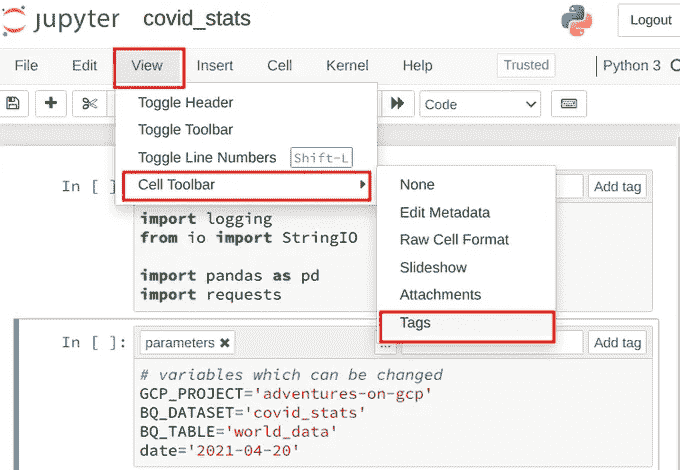 jupyter covid_stats Logout
File Edit View Insert Cell Kernel Help Trusted Python 3
Code
Toggle Header
Toggle Toolbar
Toggle Line Numbers Shift-L
Cell Toolbar
None
Edit Metadata
Raw Cell Format
Slideshow
Attachments
Tags
In [ ]: Add tag
import logging
from io import StringIO
import pandas as pd
import requests
In [ ]: parameters ✖ ... Add tag
# variables which can be changed
GCP_PROJECT='adventures-on-gcp'
BQ_DATASET='covid_stats'
BQ_TABLE='world_data'
date='2021-04-20'